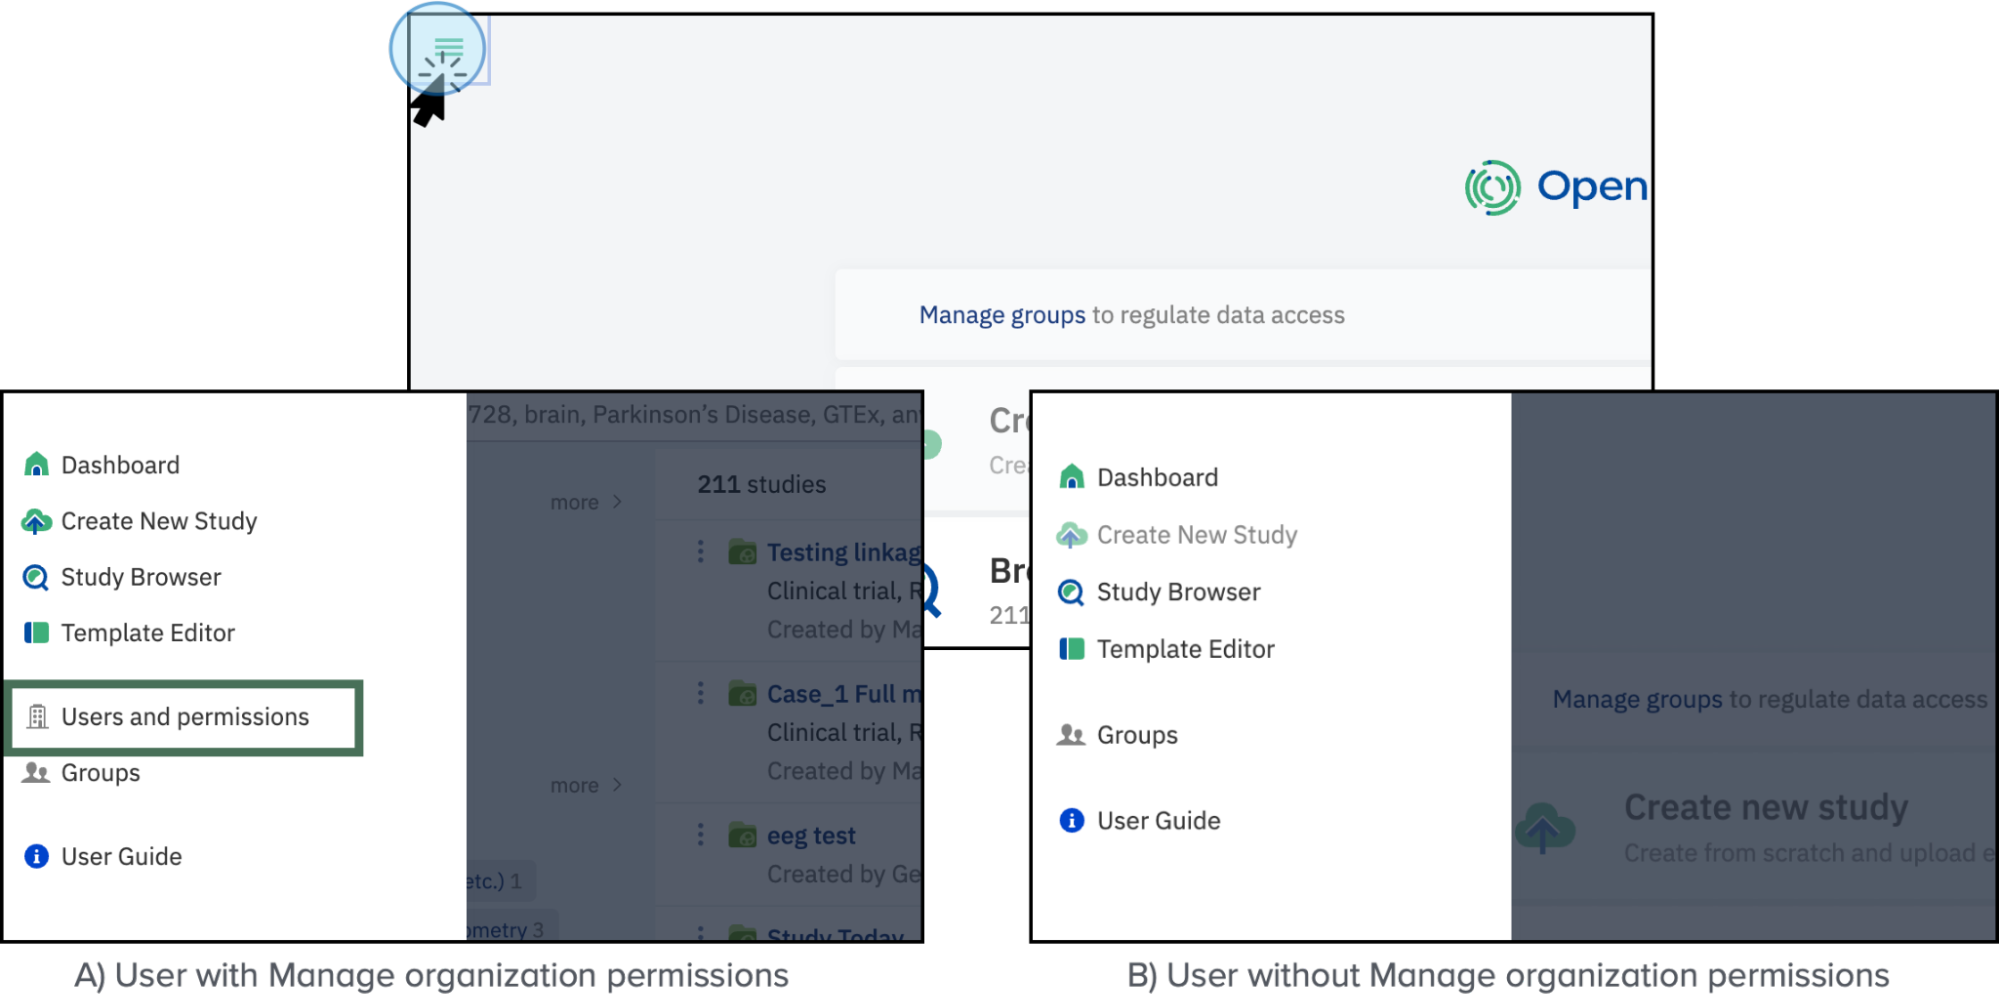 Open
Manage groups to regulate data access
728, brain, Parkinson's Disease, GTEx, an
211 studies
more
Testing linkag
Clinical trial, R
Created by Ma
Case_1 Full m
Clinical trial, R
Created by Ma
more
eeg test
Created by Ge
etc.) 1
ometry 3
Study Today
Dashboard
Create New Study
Study Browser
Template Editor
Users and permissions
Groups
User Guide
Cre
Crea
Bro
211
Dashboard
Create New Study
Study Browser
Template Editor
Groups
User Guide
Manage groups to regulate data access
Create new study
Create from scratch and upload e
A) User with Manage organization permissions
B) User without Manage organization permissions